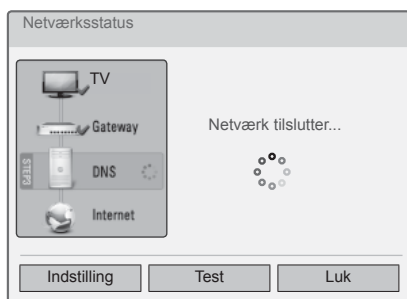 Netværksstatus
TV
Gateway
STEP3
DNS
Internet
Netværk tilslutter...
Indstilling
Test
Luk